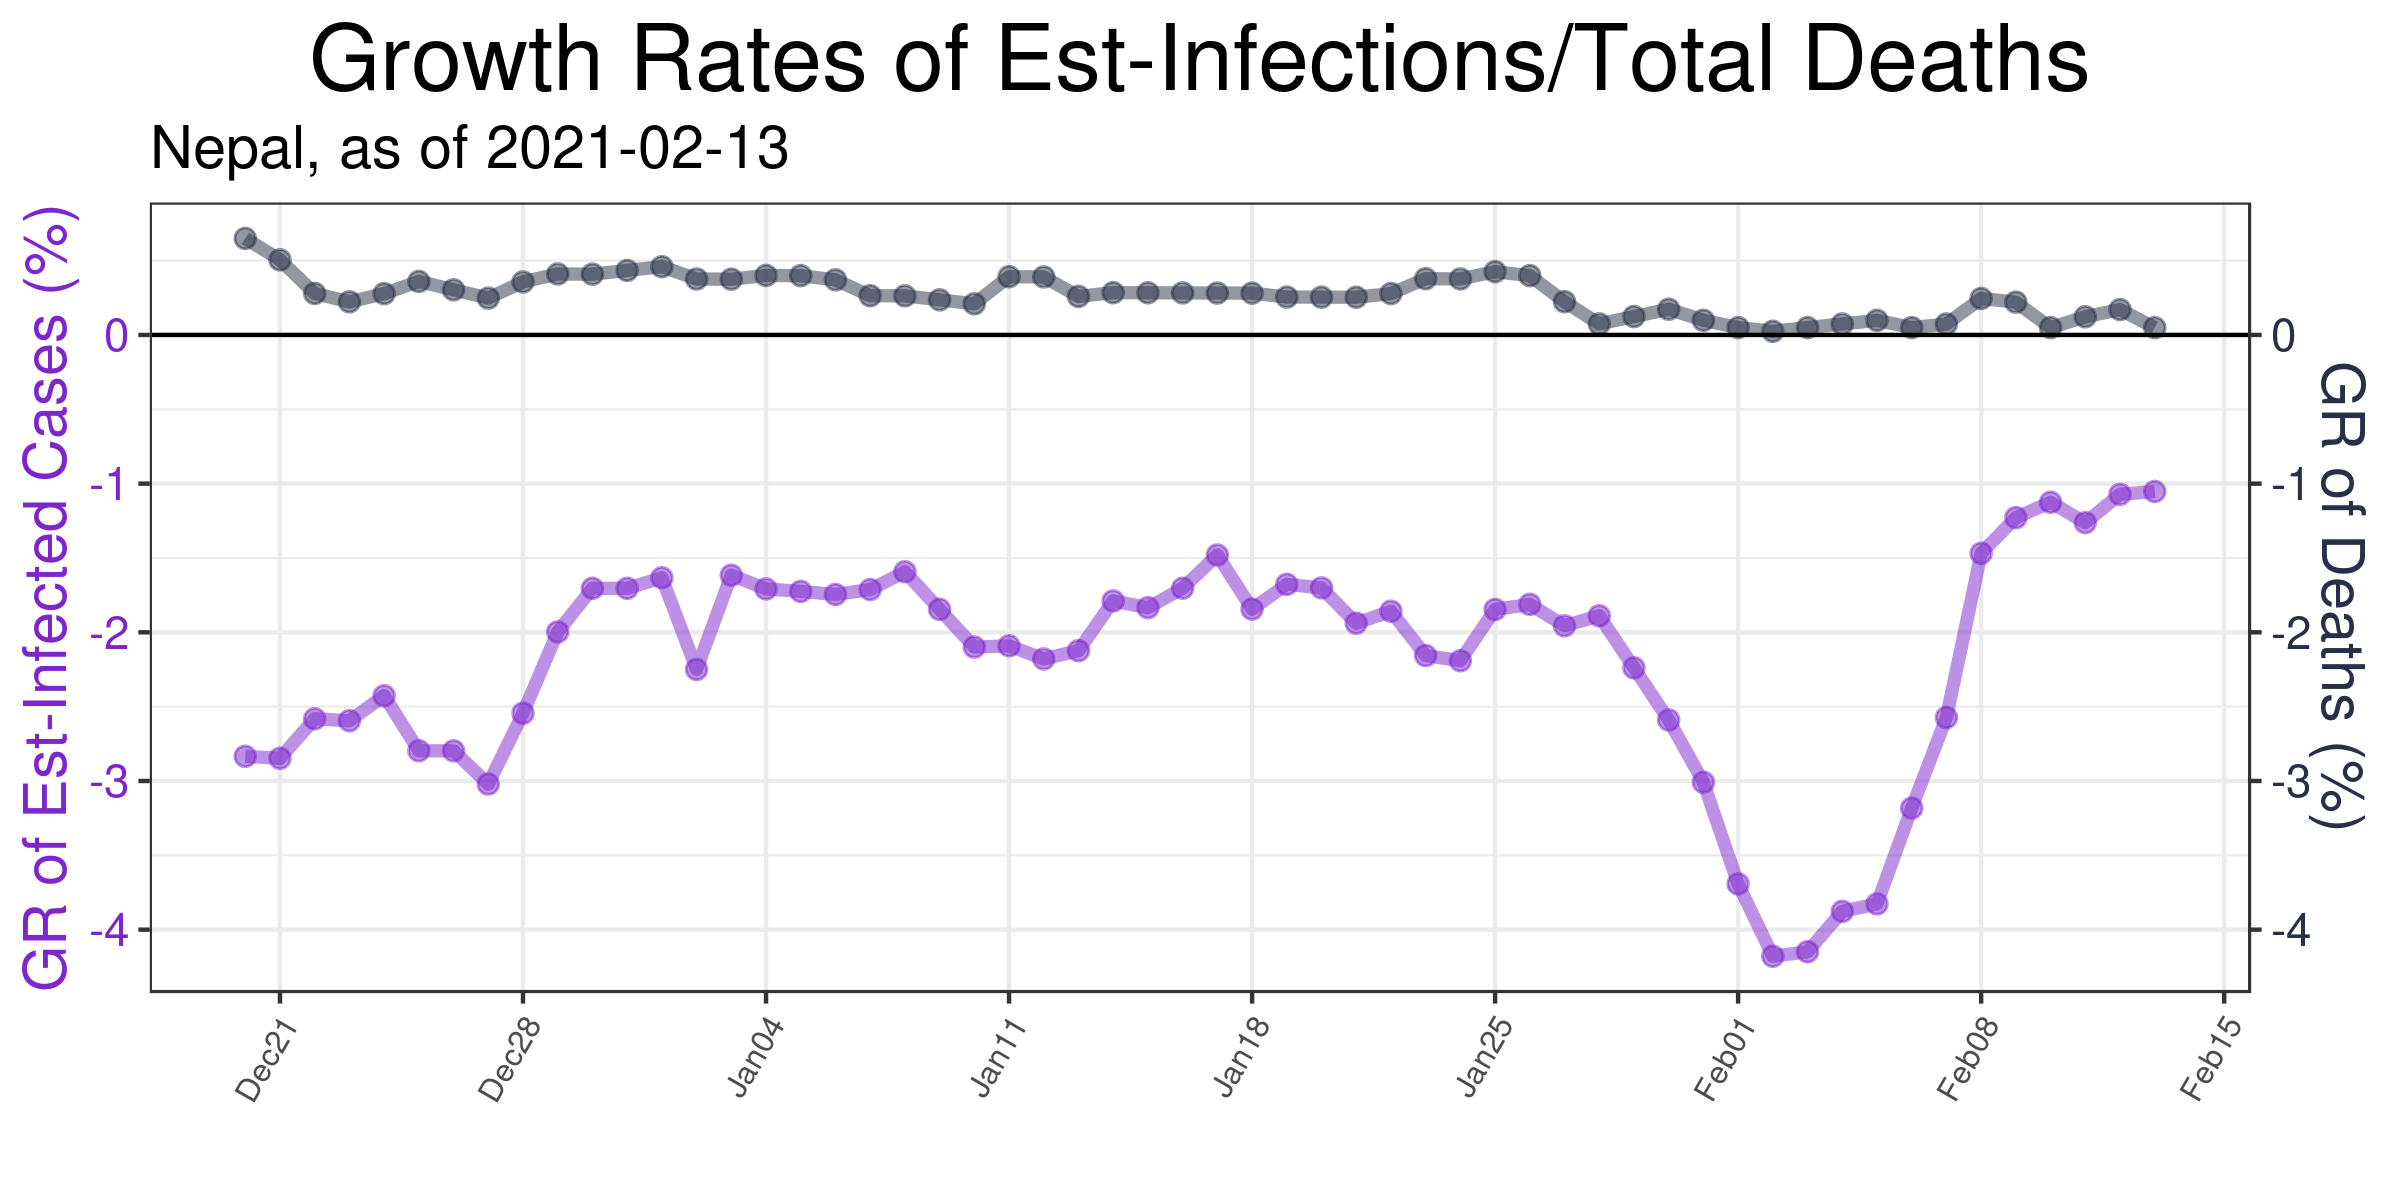 Growth Rates of Est-Infections/Total Deaths
Nepal, as of 2021-02-13
GR of Est-Infected Cases (%)
0
-1
-2
-3
-4
0
-1
-2
-3
-4
GR of Deaths (%)
Dec21
Dec28
Jan04
Jan11
Jan18
Jan25
Feb01
Feb08
Feb15